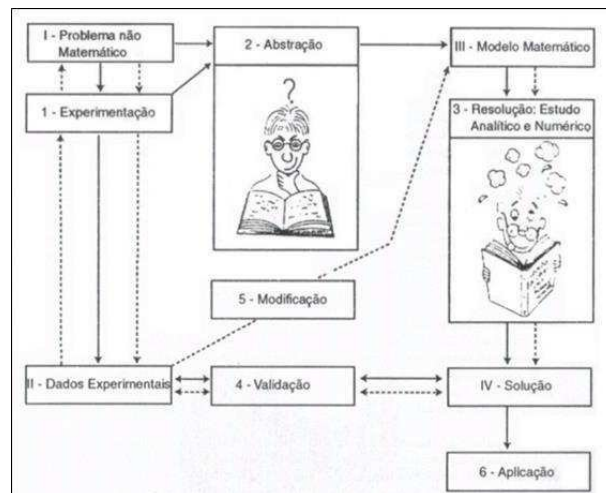 I - Problema não
Matemático
2 - Abstração
III - Modelo Matemático
1 - Experimentação
3 - Resolução: Estudo
Analítico e Numérico
?
5 - Modificação
II - Dados Experimentais
4 - Validação
IV - Solução
6 - Aplicação